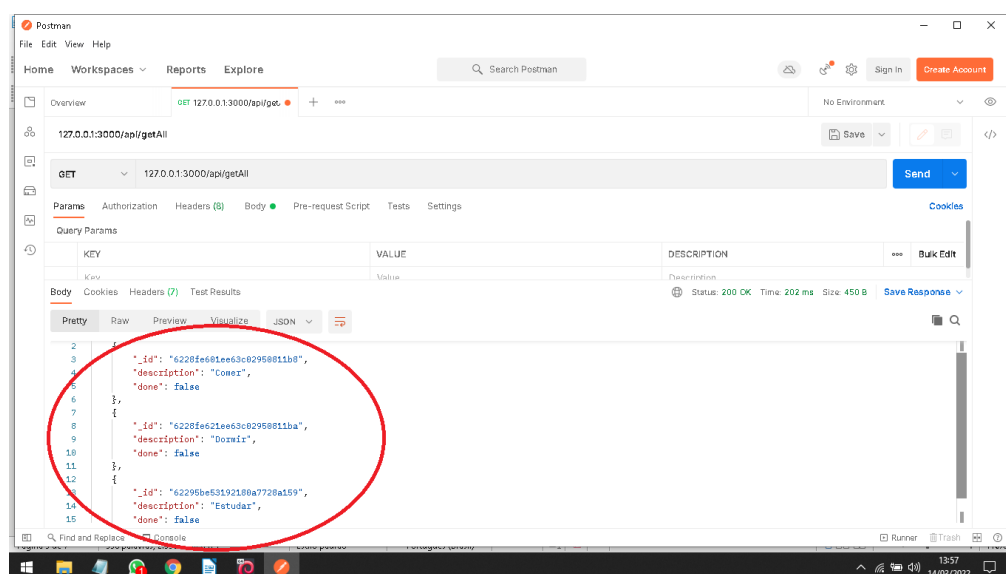 Postman
File Edit View Help
Home Workspaces Reports Explore Search Postman Sign In Create Account
Overview GET 127.0.0.1:3000/api/get. No Environment
127.0.0.1:3000/api/getAll Save
GET 127.0.0.1:3000/api/getAll Send
Params Authorization Headers (8) Body Pre-request Script Tests Settings Cookies
Query Params
KEY VALUE DESCRIPTION Bulk Edit
Key Value Description
Body Cookies Headers (7) Test Results Status: 200 OK Time: 202 ms Size: 450 B Save Response
Pretty Raw Preview Visualize JSON
2 {
3 "_id": "6228fe601ee63c02950811b8",
4 "description": "Comer",
5 "done": false
6 },
7 {
8 "_id": "6228fe621ee63c02950811ba",
9 "description": "Dormir",
10 "done": false
11 },
12 {
13 "_id": "62295be53192180a7728a159",
14 "description": "Estudar",
15 "done": false
Find and Replace Console Runner Trash
13:57
14/03/2022